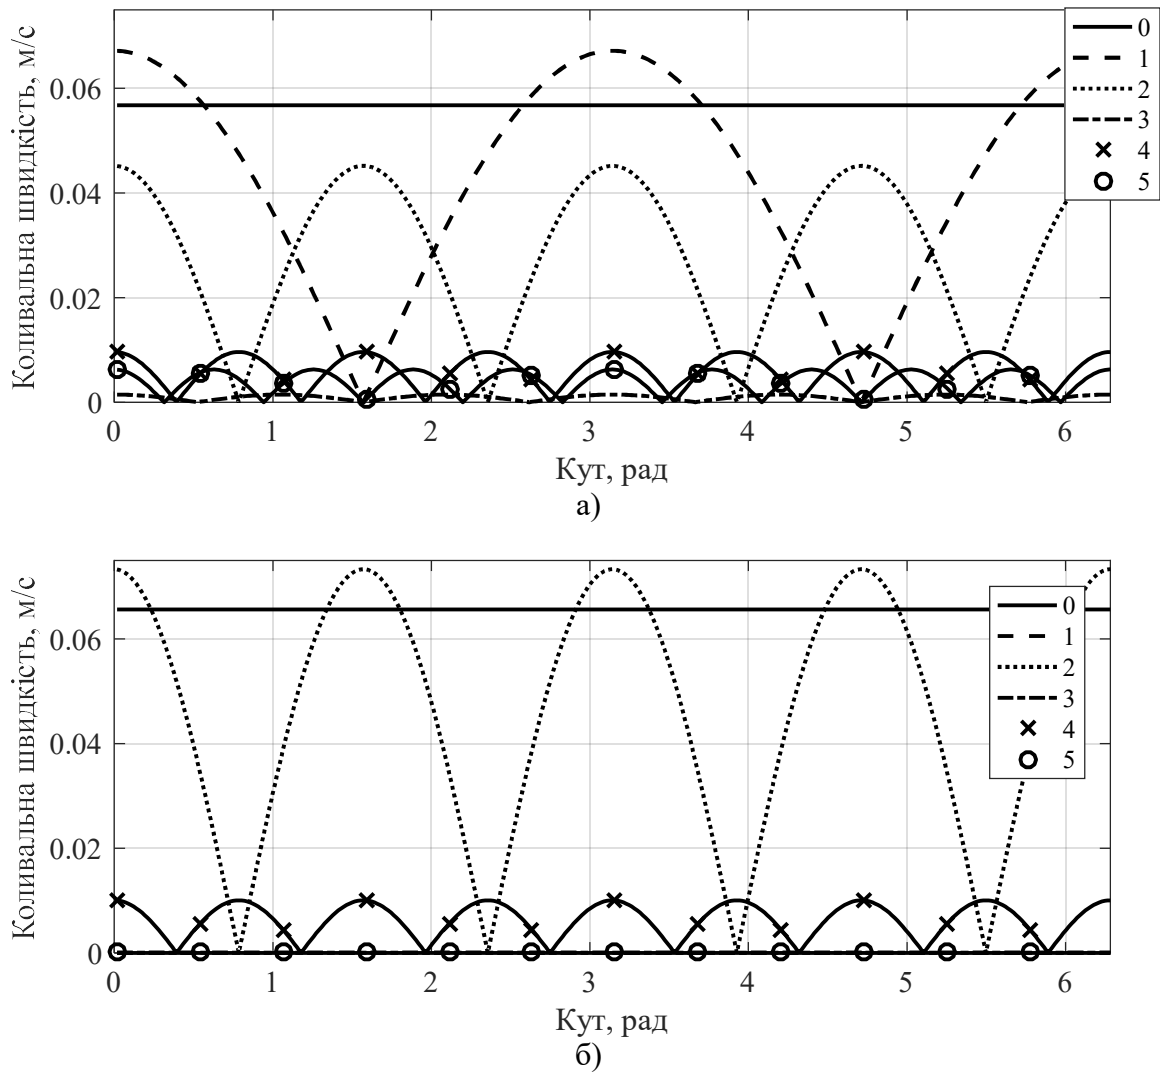 Коливальна швидкість, м/с
0.06
0.04
0.02
0
0 1 2 3 4 5 6
Кут, рад
0
1
2
3
4
5
а)
Коливальна швидкість, м/с
0.06
0.04
0.02
0
0 1 2 3 4 5 6
Кут, рад
0
1
2
3
4
5
б)